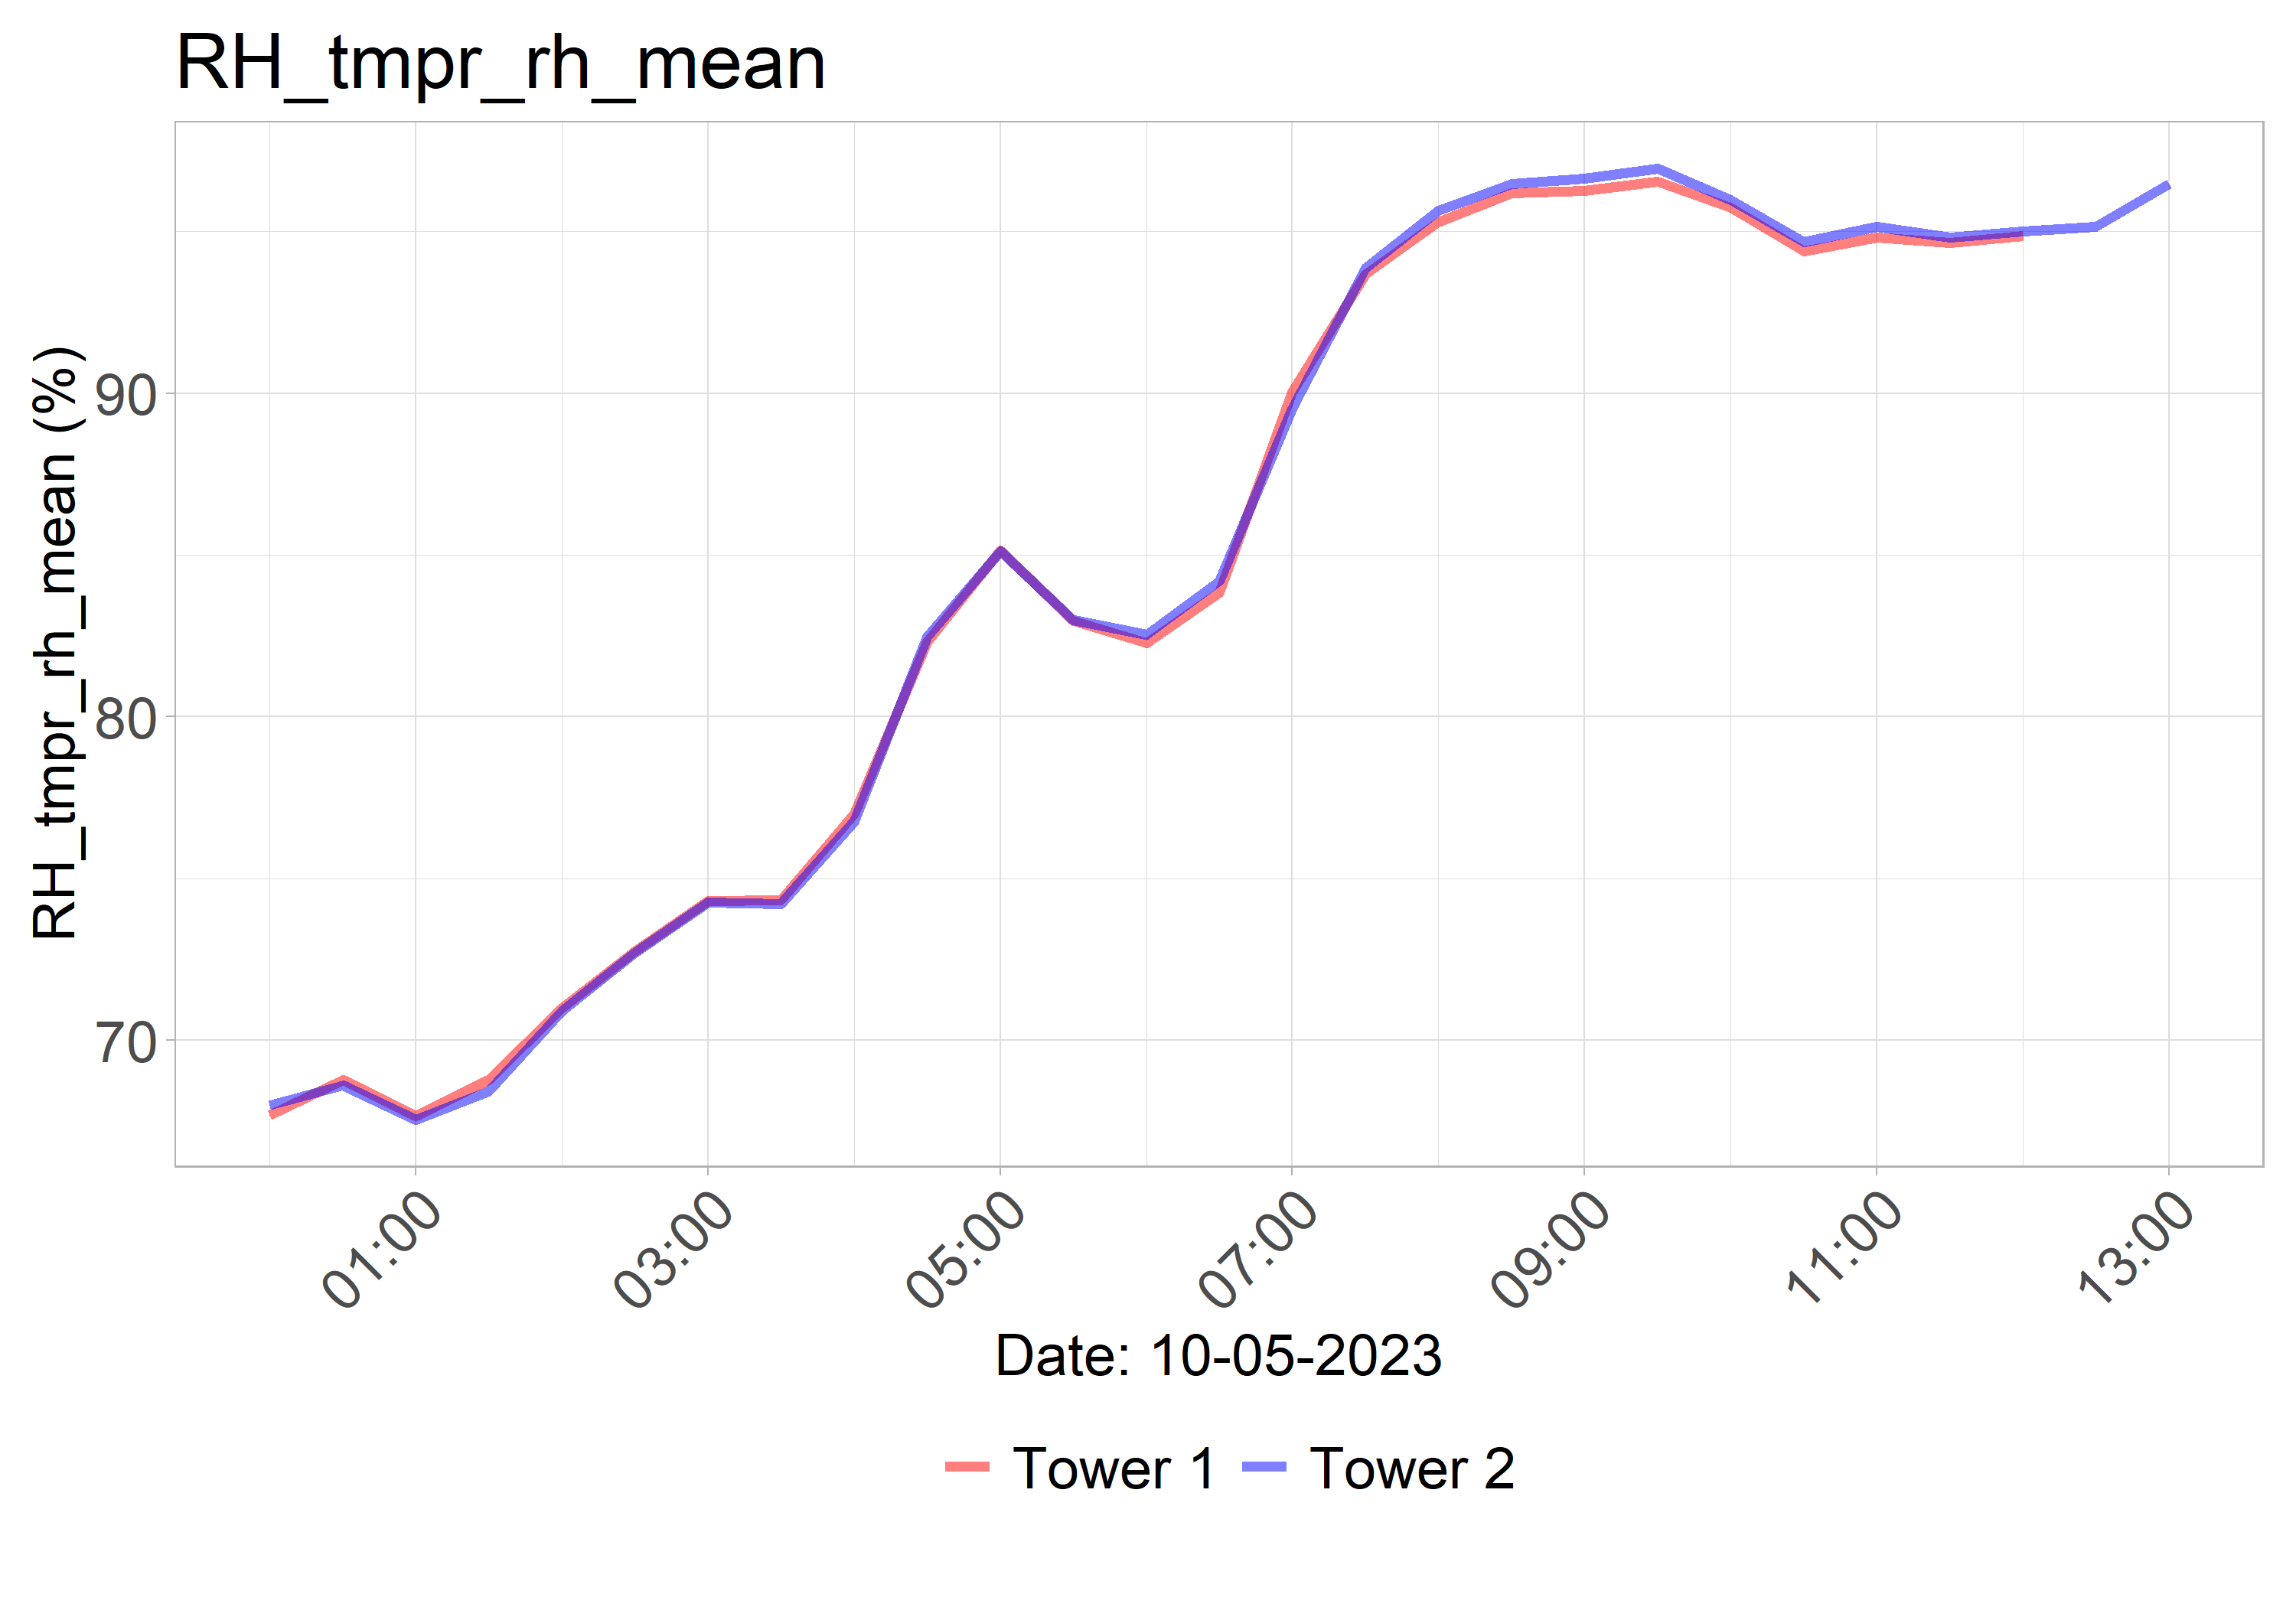 RH_tmpr_rh_mean
RH_tmpr_rh_mean (%)
90
80
70
01:00
03:00
05:00
07:00
09:00
11:00
13:00
Date: 10-05-2023
Tower 1
Tower 2